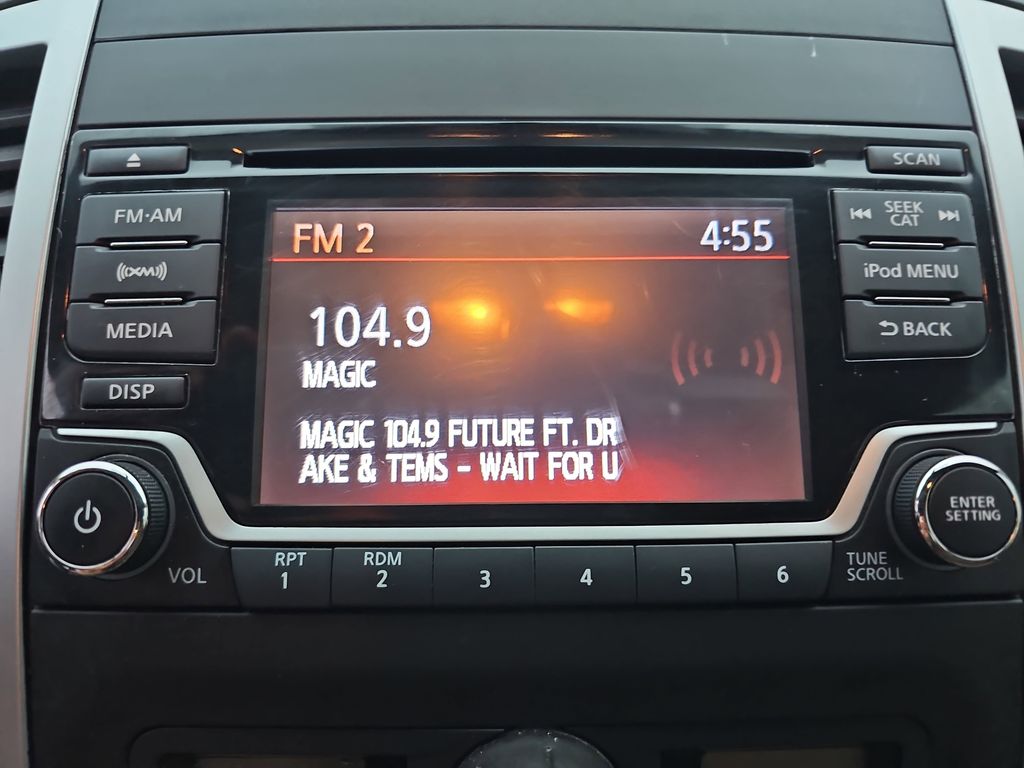 SCAN
FM·AM
SEEK
CAT
FM 2
4:55
XM
iPod MENU
104.9
MEDIA
BACK
MAGIC
DISP
MAGIC 104.9 FUTURE FT. DR
AKE & TEMS - WAIT FOR U
ENTER
SETTING
VOL
RPT
1
RDM
2
3
4
5
6
TUNE
SCROLL